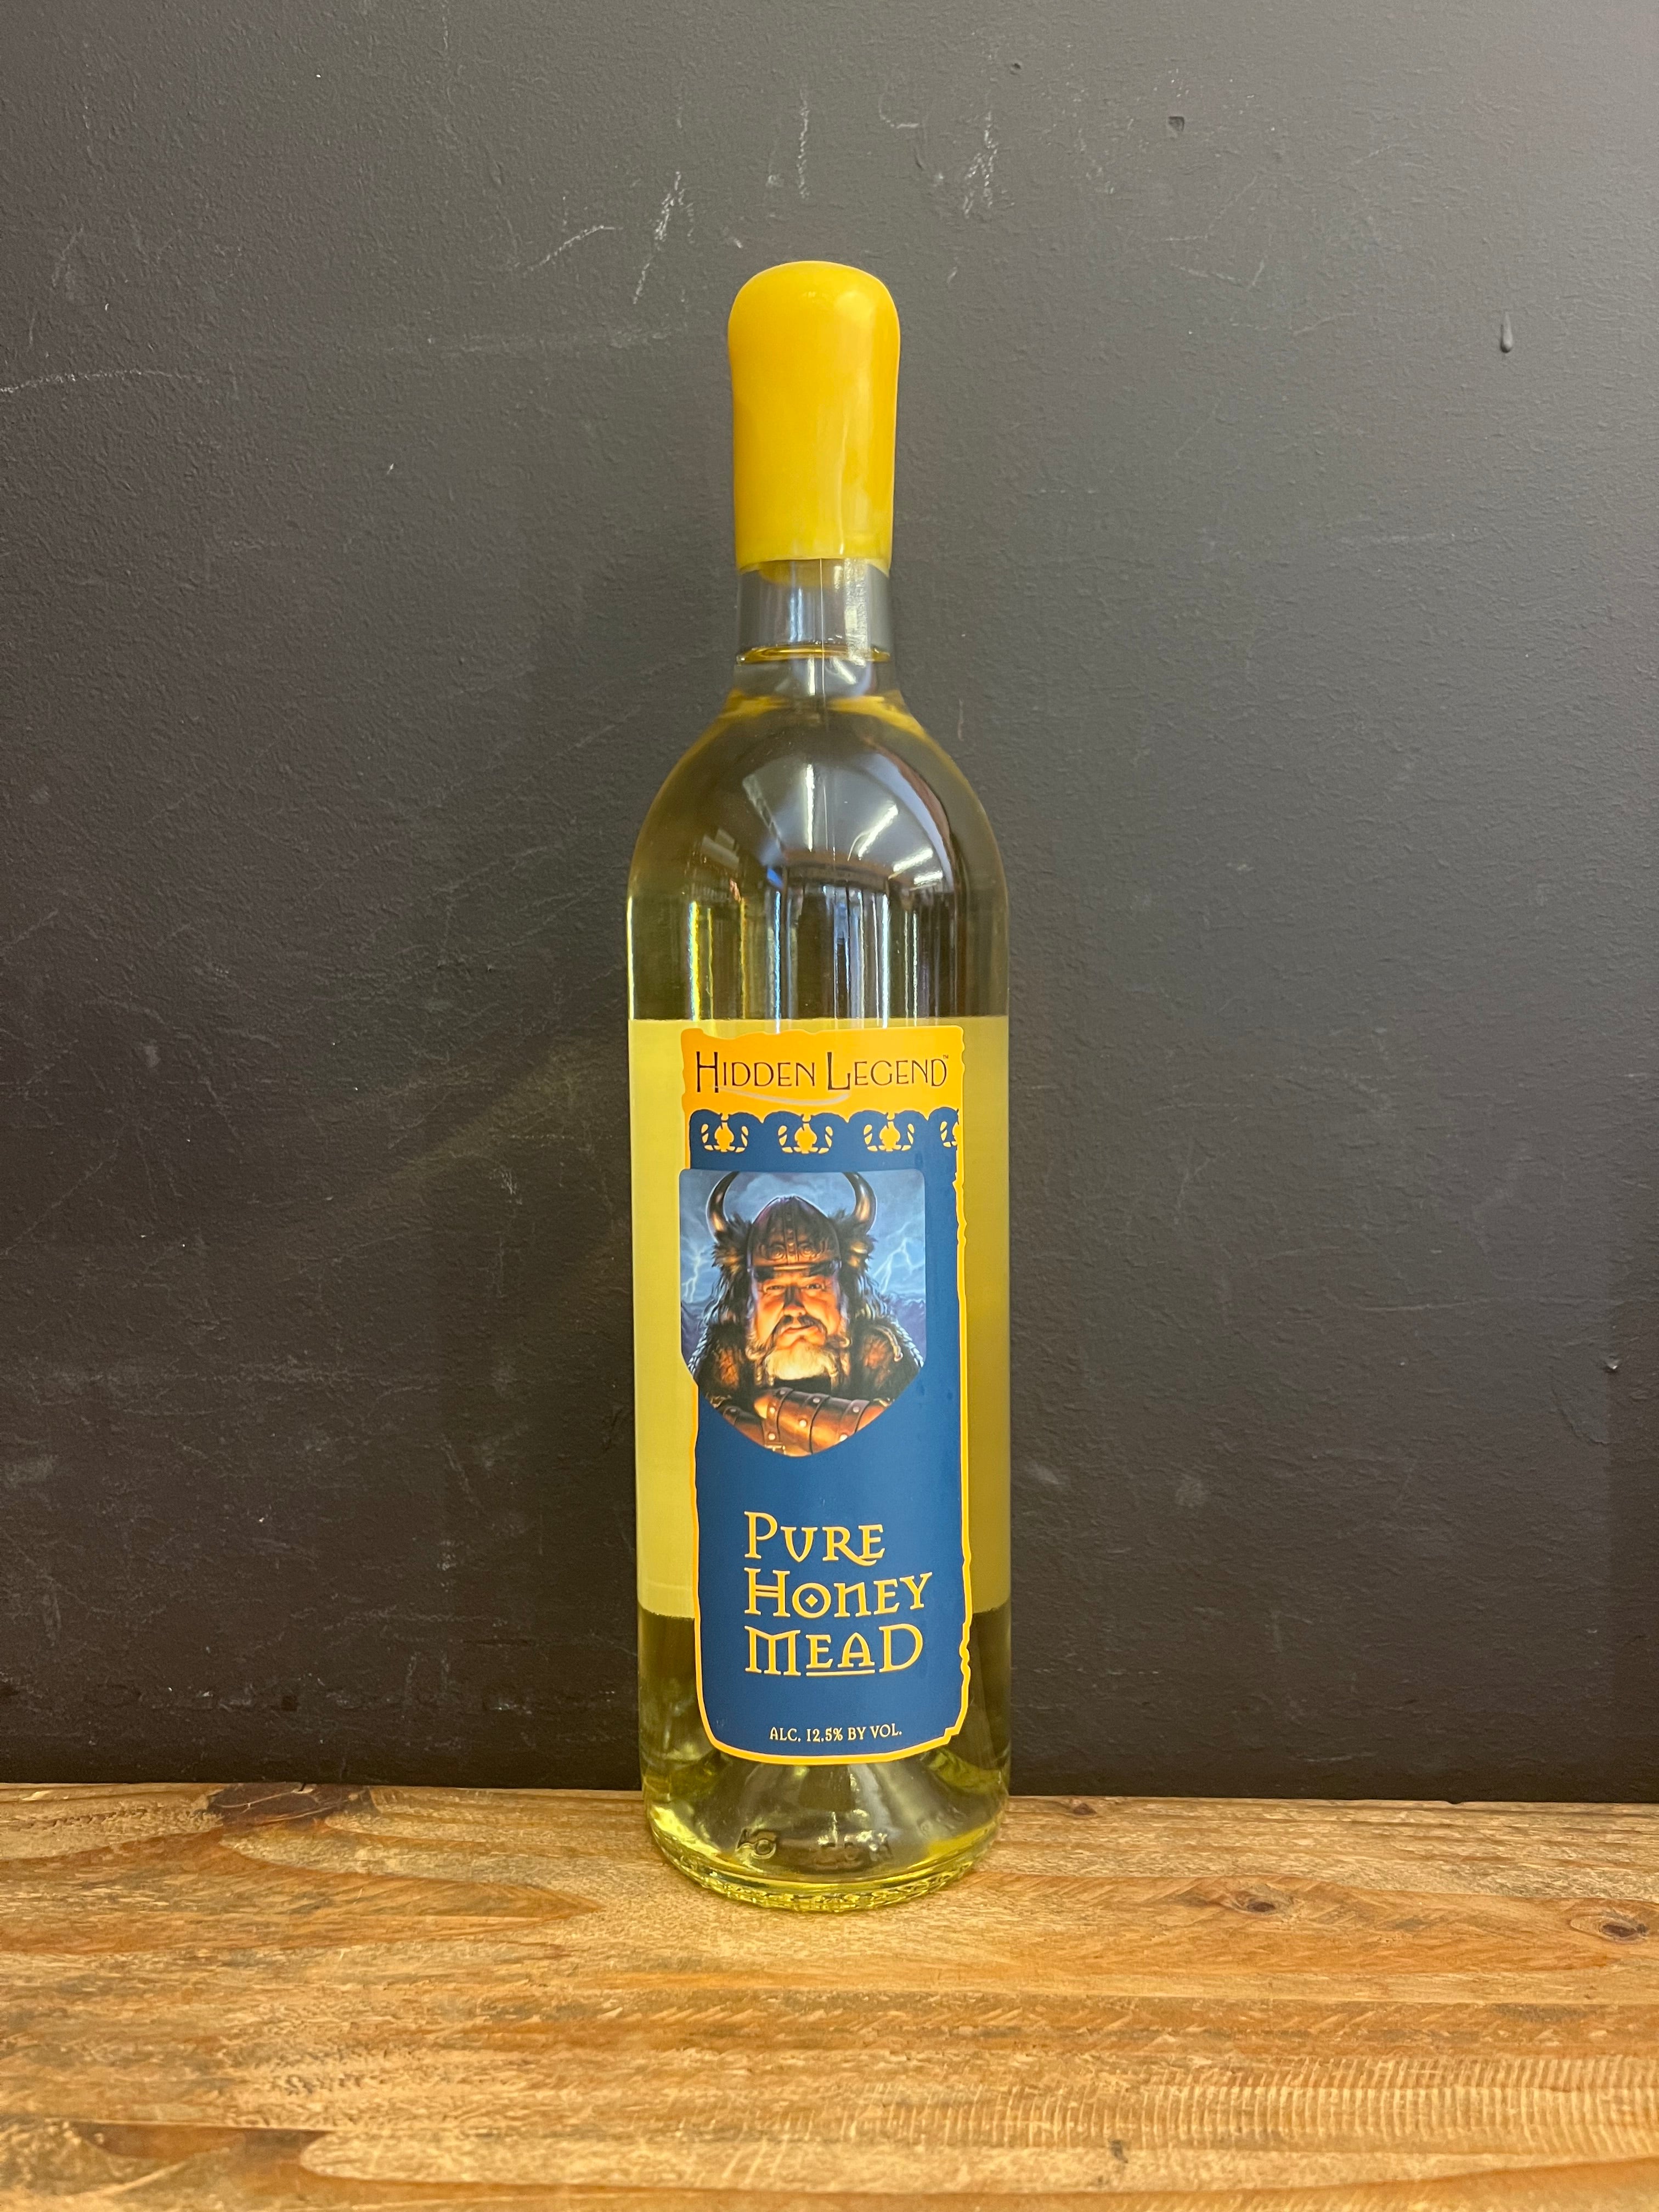 HIDDEN LEGEND™
PURE
HONEY
MEAD
ALC. 12.5% BY VOL.